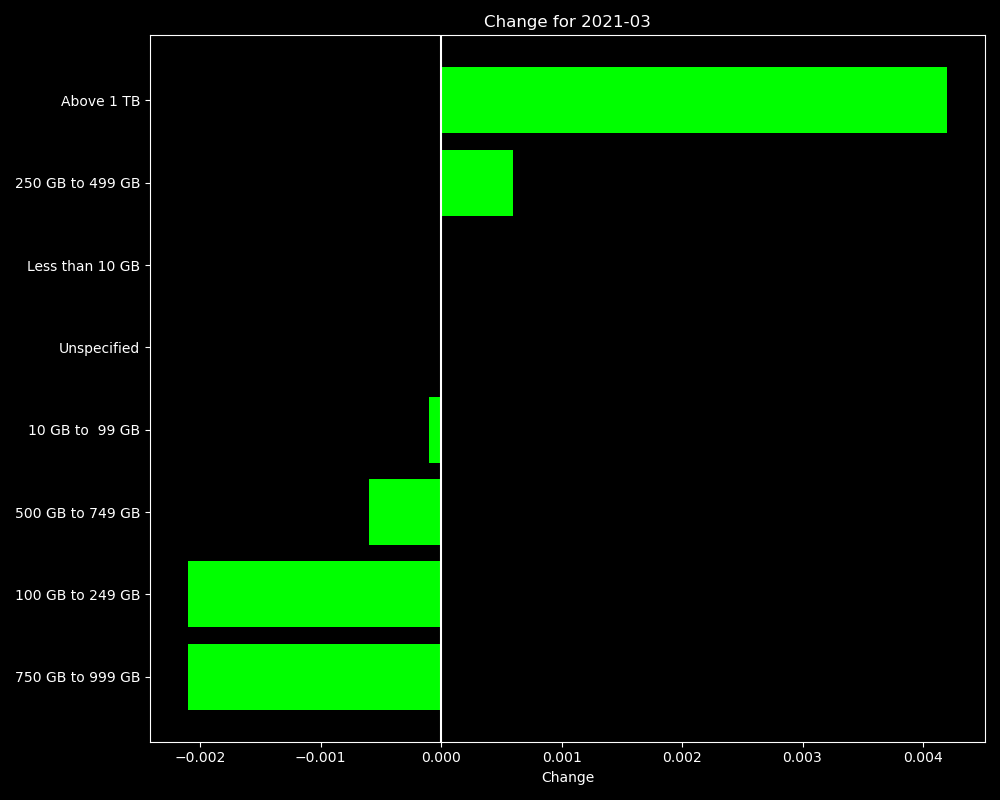 Change for 2021-03
Above 1 TB
250 GB to 499 GB
Less than 10 GB
Unspecified
10 GB to  99 GB
500 GB to 749 GB
100 GB to 249 GB
750 GB to 999 GB
−0.002 −0.001 0.000 0.001 0.002 0.003 0.004
Change